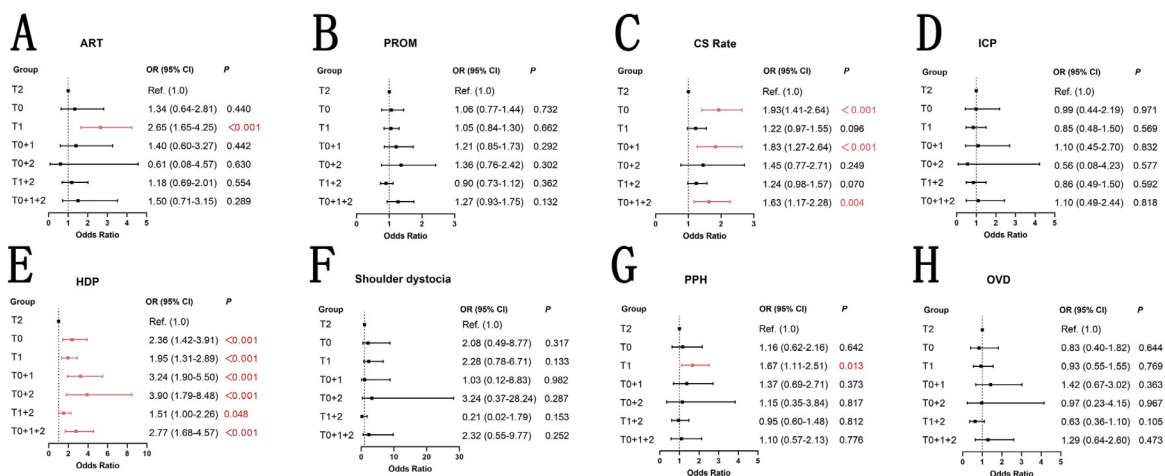 A
ART
Group OR (95% CI) P
T2 Ref. (1.0)
T0 1.34 (0.64-2.81) 0.440
T1 2.65 (1.65-4.25) <0.001
T0+1 1.40 (0.60-3.27) 0.442
T0+2 0.61 (0.08-4.57) 0.630
T1+2 1.18 (0.69-2.01) 0.554
T0+1+2 1.50 (0.71-3.15) 0.289
0 1 2 3 4 5
Odds Ratio
B
PROM
Group OR (95% CI) P
T2 Ref. (1.0)
T0 1.06 (0.77-1.44) 0.732
T1 1.05 (0.84-1.30) 0.662
T0+1 1.21 (0.85-1.73) 0.292
T0+2 1.36 (0.76-2.42) 0.302
T1+2 0.90 (0.73-1.12) 0.362
T0+1+2 1.27 (0.93-1.75) 0.132
0 1 2 3 4
Odds Ratio
C
CS Rate
Group OR (95% CI) P
T2 Ref. (1.0)
T0 1.93(1.41-2.64) <0.001
T1 1.22 (0.97-1.55) 0.096
T0+1 1.83 (1.27-2.64) <0.001
T0+2 1.45 (0.77-2.71) 0.249
T1+2 1.24 (0.98-1.57) 0.070
T0+1+2 1.63 (1.17-2.28) 0.004
0 1 2 3 4
Odds Ratio
D
ICP
Group OR (95% CI) P
T2 Ref. (1.0)
T0 0.99 (0.44-2.19) 0.971
T1 0.85 (0.48-1.50) 0.569
T0+1 1.10 (0.45-2.70) 0.832
T0+2 0.56 (0.08-4.23) 0.577
T1+2 0.86 (0.49-1.50) 0.592
T0+1+2 1.10 (0.49-2.44) 0.818
0 1 2 3 4 5
Odds Ratio
E
HDP
Group OR (95% CI) P
T2 Ref. (1.0)
T0 2.36 (1.42-3.91) <0.001
T1 1.95 (1.31-2.89) <0.001
T0+1 3.24 (1.90-5.50) <0.001
T0+2 3.90 (1.79-8.48) <0.001
T1+2 1.51 (1.00-2.26) 0.048
T0+1+2 2.77 (1.68-4.57) <0.001
0 2 4 6 8 10
Odds Ratio
F
Shoulder dystocia
Group OR (95% CI) P
T2 Ref. (1.0)
T0 2.08 (0.49-8.77) 0.317
T1 2.28 (0.78-6.71) 0.133
T0+1 1.03 (0.12-8.83) 0.982
T0+2 3.24 (0.37-28.24) 0.287
T1+2 0.21 (0.02-1.79) 0.153
T0+1+2 2.32 (0.55-9.77) 0.252
0 10 20 30
Odds Ratio
G
PPH
Group OR (95% CI) P
T2 Ref. (1.0)
T0 1.16 (0.62-2.16) 0.642
T1 1.67 (1.11-2.51) 0.013
T0+1 1.37 (0.69-2.71) 0.373
T0+2 1.15 (0.35-3.84) 0.817
T1+2 0.95 (0.60-1.48) 0.812
T0+1+2 1.10 (0.57-2.13) 0.776
0 1 2 3 4 5
Odds Ratio
H
OVD
Group OR (95% CI) P
T2 Ref. (1.0)
T0 0.83 (0.40-1.82) 0.644
T1 0.93 (0.55-1.55) 0.769
T0+1 1.42 (0.67-3.02) 0.363
T0+2 0.97 (0.23-4.15) 0.967
T1+2 0.63 (0.36-1.10) 0.105
T0+1+2 1.29 (0.64-2.60) 0.473
0 1 2 3 4 5
Odds Ratio